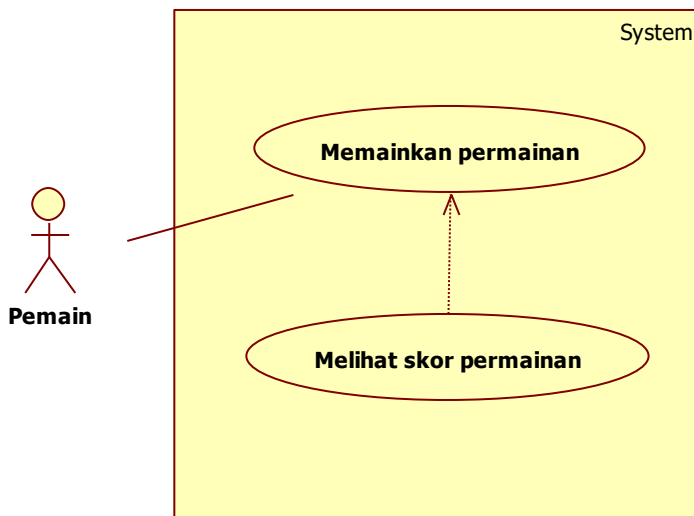 System
Memainkan permainan
Pemain
Melihat skor permainan